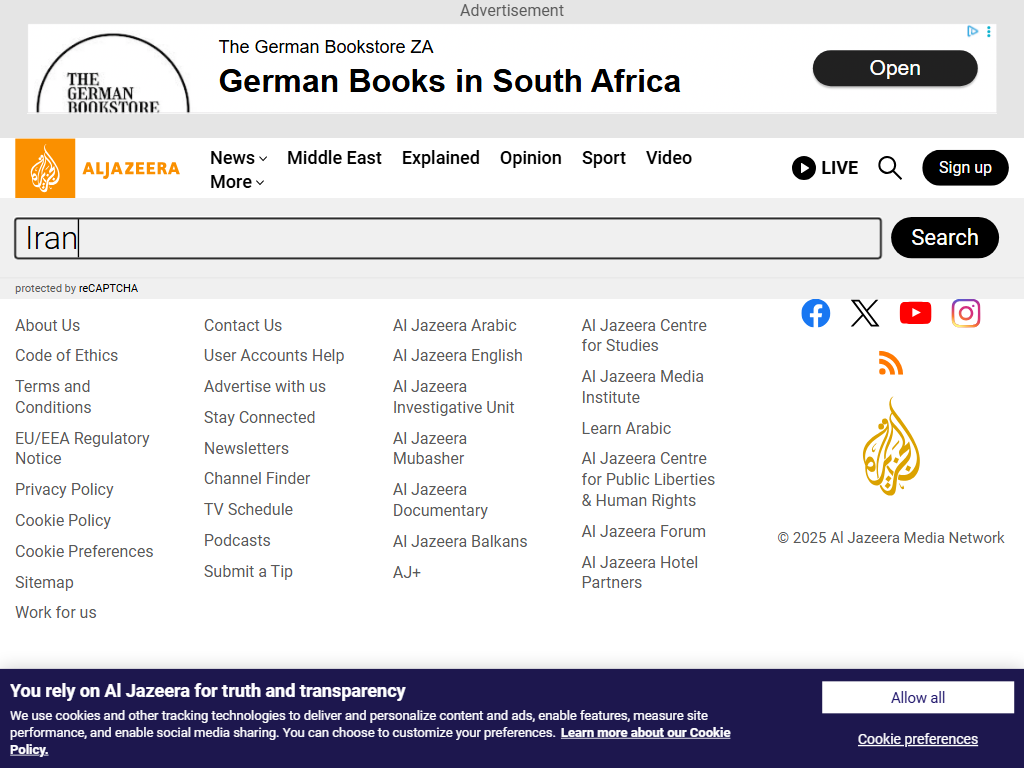 Advertisement
THE
GERMAN
BOOKSTORE
The German Bookstore ZA
German Books in South Africa
Open
ALJAZEERA
News
Middle East
Explained
Opinion
Sport
Video
More
LIVE
Sign up
Iran
Search
protected by reCAPTCHA
About Us
Code of Ethics
Terms and
Conditions
EU/EEA Regulatory
Notice
Privacy Policy
Cookie Policy
Cookie Preferences
Sitemap
Work for us
Contact Us
User Accounts Help
Advertise with us
Stay Connected
Newsletters
Channel Finder
TV Schedule
Podcasts
Submit a Tip
Al Jazeera Arabic
Al Jazeera English
Al Jazeera
Investigative Unit
Al Jazeera
Mubasher
Al Jazeera
Documentary
Al Jazeera Balkans
AJ+
Al Jazeera Centre
for Studies
Al Jazeera Media
Institute
Learn Arabic
Al Jazeera Centre
for Public Liberties
& Human Rights
Al Jazeera Forum
Al Jazeera Hotel
Partners
© 2025 Al Jazeera Media Network
You rely on Al Jazeera for truth and transparency
We use cookies and other tracking technologies to deliver and personalize content and ads, enable features, measure site
performance, and enable social media sharing. You can choose to customize your preferences. Learn more about our Cookie
Policy.
Allow all
Cookie preferences